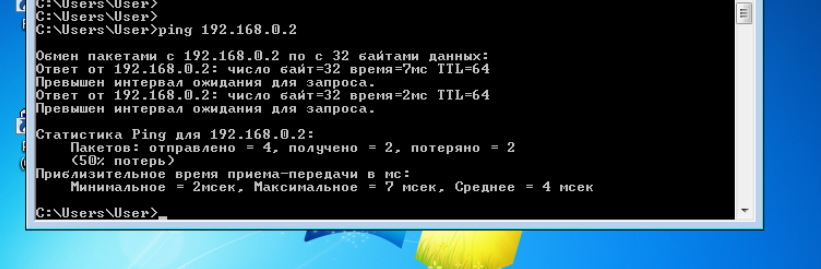 C:\Users\User>
C:\Users\User>
C:\Users\User>ping 192.168.0.2
Обмен пакетами с 192.168.0.2 по с 32 байтами данных:
Ответ от 192.168.0.2: число байт=32 время=7мс TTL=64
Превышен интервал ожидания для запроса.
Ответ от 192.168.0.2: число байт=32 время=2мс TTL=64
Превышен интервал ожидания для запроса.
Статистика Ping для 192.168.0.2:
Пакетов: отправлено = 4, получено = 2, потеряно = 2
(50% потерь)
Приблизительное время приема-передачи в мс:
Минимальное = 2мсек, Максимальное = 7 мсек, Среднее = 4 мсек
C:\Users\User>_